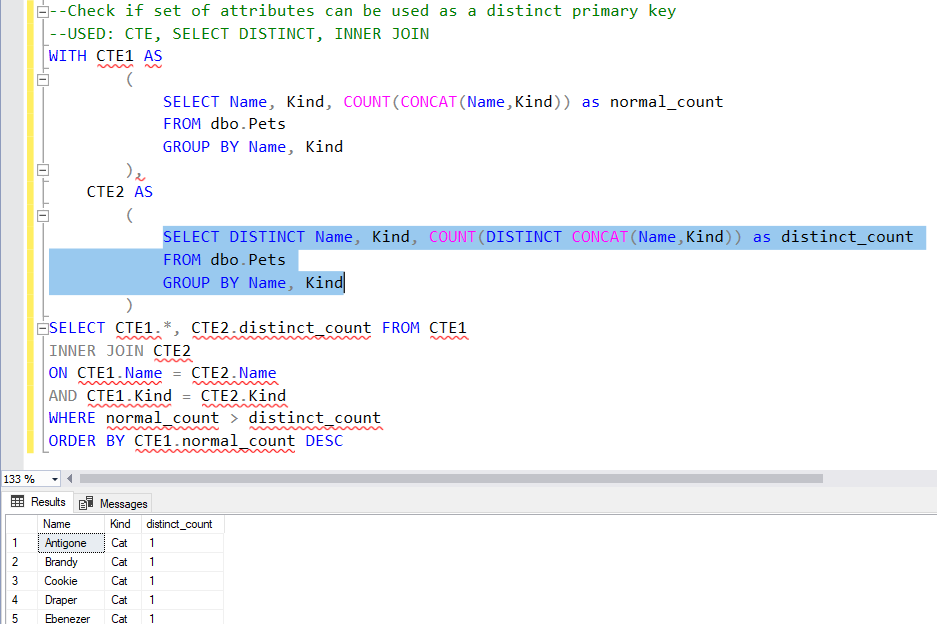 --Check if set of attributes can be used as a distinct primary key
--USED: CTE, SELECT DISTINCT, INNER JOIN
WITH CTE1 AS
(
SELECT Name, Kind, COUNT(CONCAT(Name,Kind)) as normal_count
FROM dbo.Pets
GROUP BY Name, Kind
),
CTE2 AS
(
SELECT DISTINCT Name, Kind, COUNT(DISTINCT CONCAT(Name,Kind)) as distinct_count
FROM dbo.Pets
GROUP BY Name, Kind
)
SELECT CTE1.*, CTE2.distinct_count FROM CTE1
INNER JOIN CTE2
ON CTE1.Name = CTE2.Name
AND CTE1.Kind = CTE2.Kind
WHERE normal_count > distinct_count
ORDER BY CTE1.normal_count DESC
133 %
Results Messages
Name Kind distinct_count
1 Antigone Cat 1
2 Brandy Cat 1
3 Cookie Cat 1
4 Draper Cat 1
5 Ebenezer Cat 1